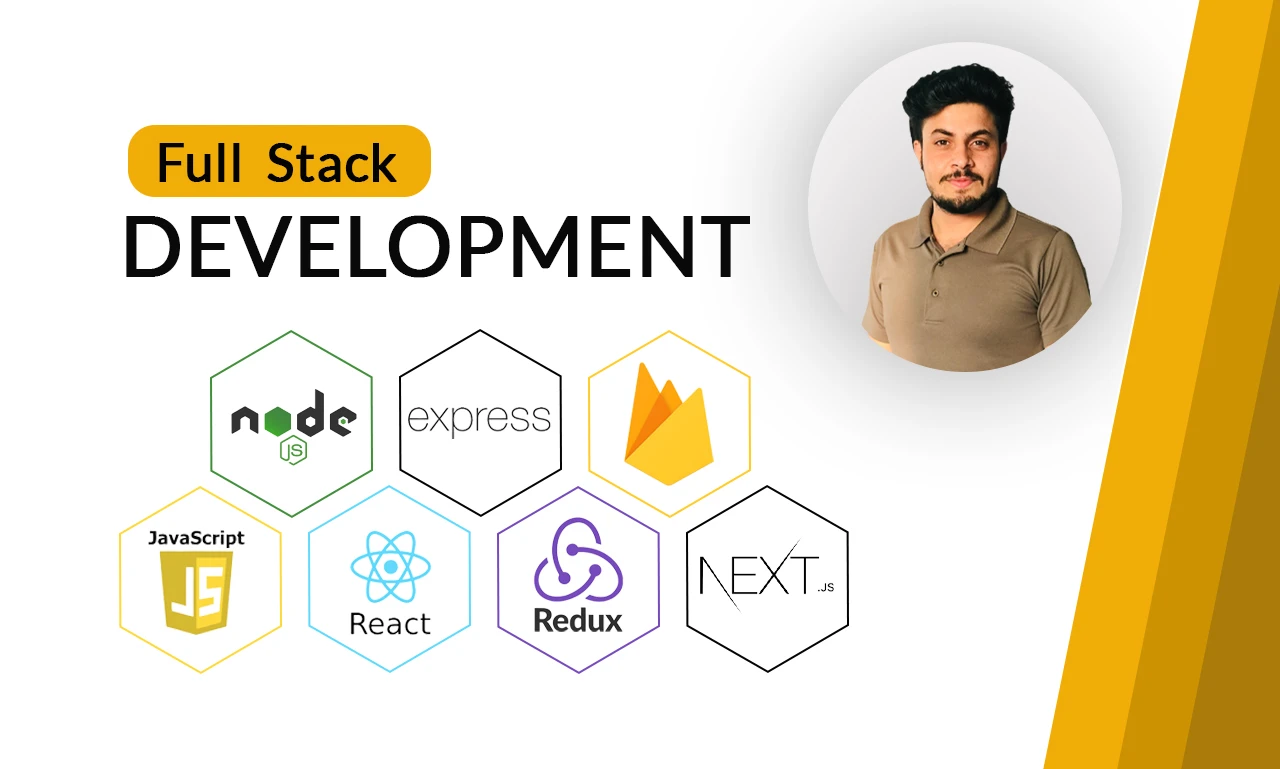 Full Stack
DEVELOPMENT
node
JS
express
JavaScript
JS
React
Redux
NEXT.JS